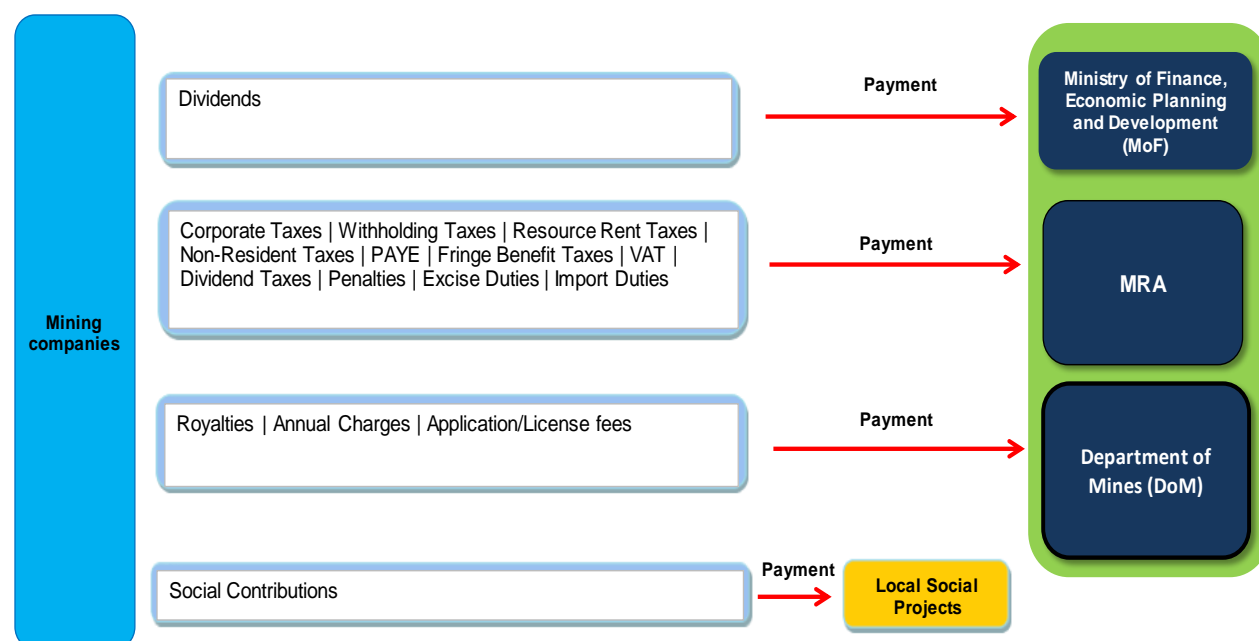 Mining
companies
Dividends
Payment
Ministry of Finance,
Economic Planning
and Development
(MoF)
Corporate Taxes | Withholding Taxes | Resource Rent Taxes |
Non-Resident Taxes | PAYE | Fringe Benefit Taxes | VAT |
Dividend Taxes | Penalties | Excise Duties | Import Duties
Payment
MRA
Royalties | Annual Charges | Application/License fees
Payment
Department of
Mines (DoM)
Social Contributions
Payment
Local Social
Projects